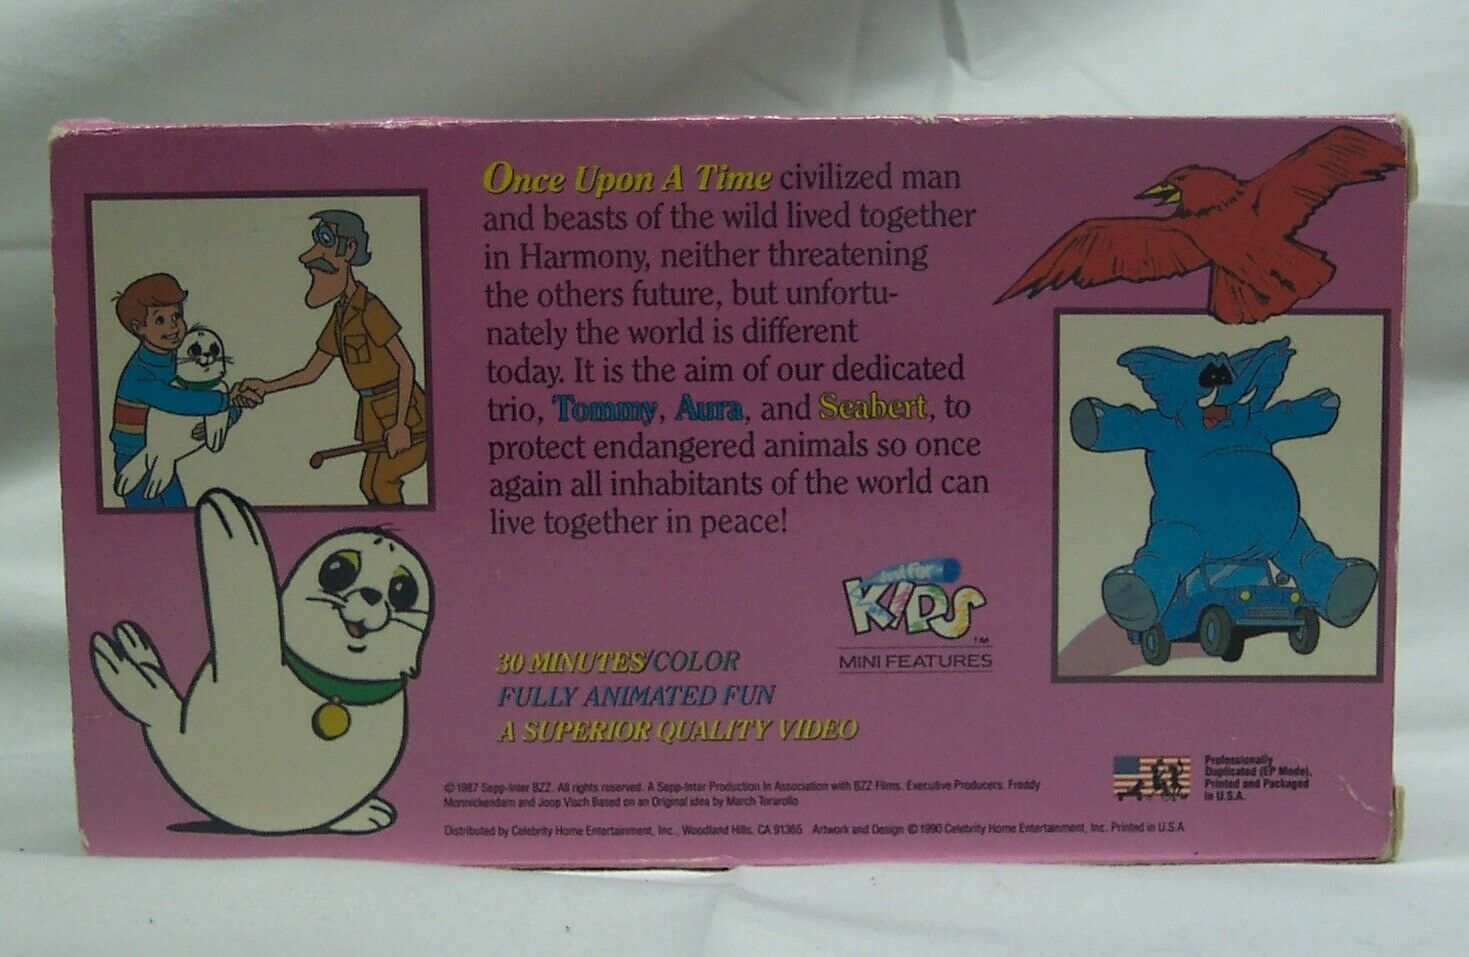 Once Upon A Time civilized man
and beasts of the wild lived together
in Harmony, neither threatening
the others future, but unfortu-
nately the world is different
today. It is the aim of our dedicated
trio, Tommy, Aura, and Seabert, to
protect endangered animals so once
again all inhabitants of the world can
live together in peace!
Just For
KIDS
TM
MINI FEATURES
30 MINUTES/COLOR
FULLY ANIMATED FUN
A SUPERIOR QUALITY VIDEO
Professionally
Duplicated (EP Mode),
Printed and Packaged
in U.S.A.
© 1987 Sepp-Inter BZZ. All rights reserved. A Sepp-Inter Production In Association with BZZ Films. Executive Producers: Freddy
Monnickendam and Joop Visch Based on an Original idea by March Torarollo
Distributed by Celebrity Home Entertainment, Inc., Woodland Hills, CA 91365 Artwork and Design © 1990 Celebrity Home Entertainment, Inc. Printed in U.S.A.